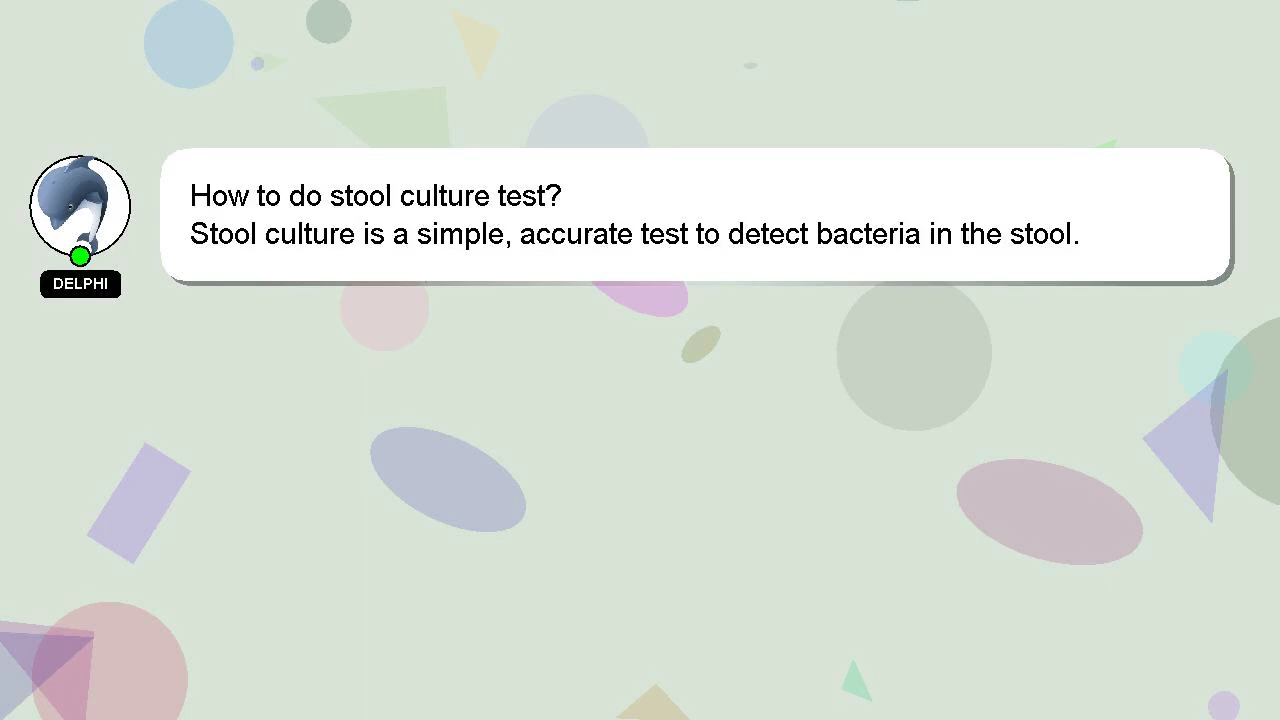 How to do stool culture test?
Stool culture is a simple, accurate test to detect bacteria in the stool.
DELPHI